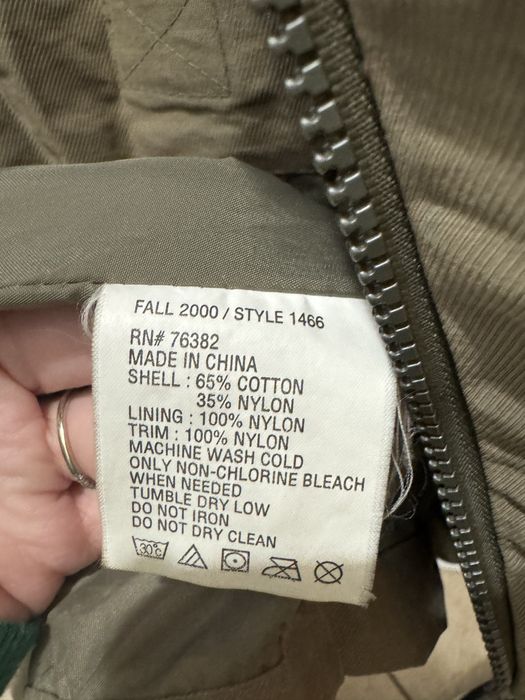 FALL 2000 / STYLE 1466
RN# 76382
MADE IN CHINA
SHELL : 65% COTTON
35% NYLON
LINING : 100% NYLON
TRIM : 100% NYLON
MACHINE WASH COLD
ONLY NON-CHLORINE BLEACH
WHEN NEEDED
TUMBLE DRY LOW
DO NOT IRON
DO NOT DRY CLEAN
30°C